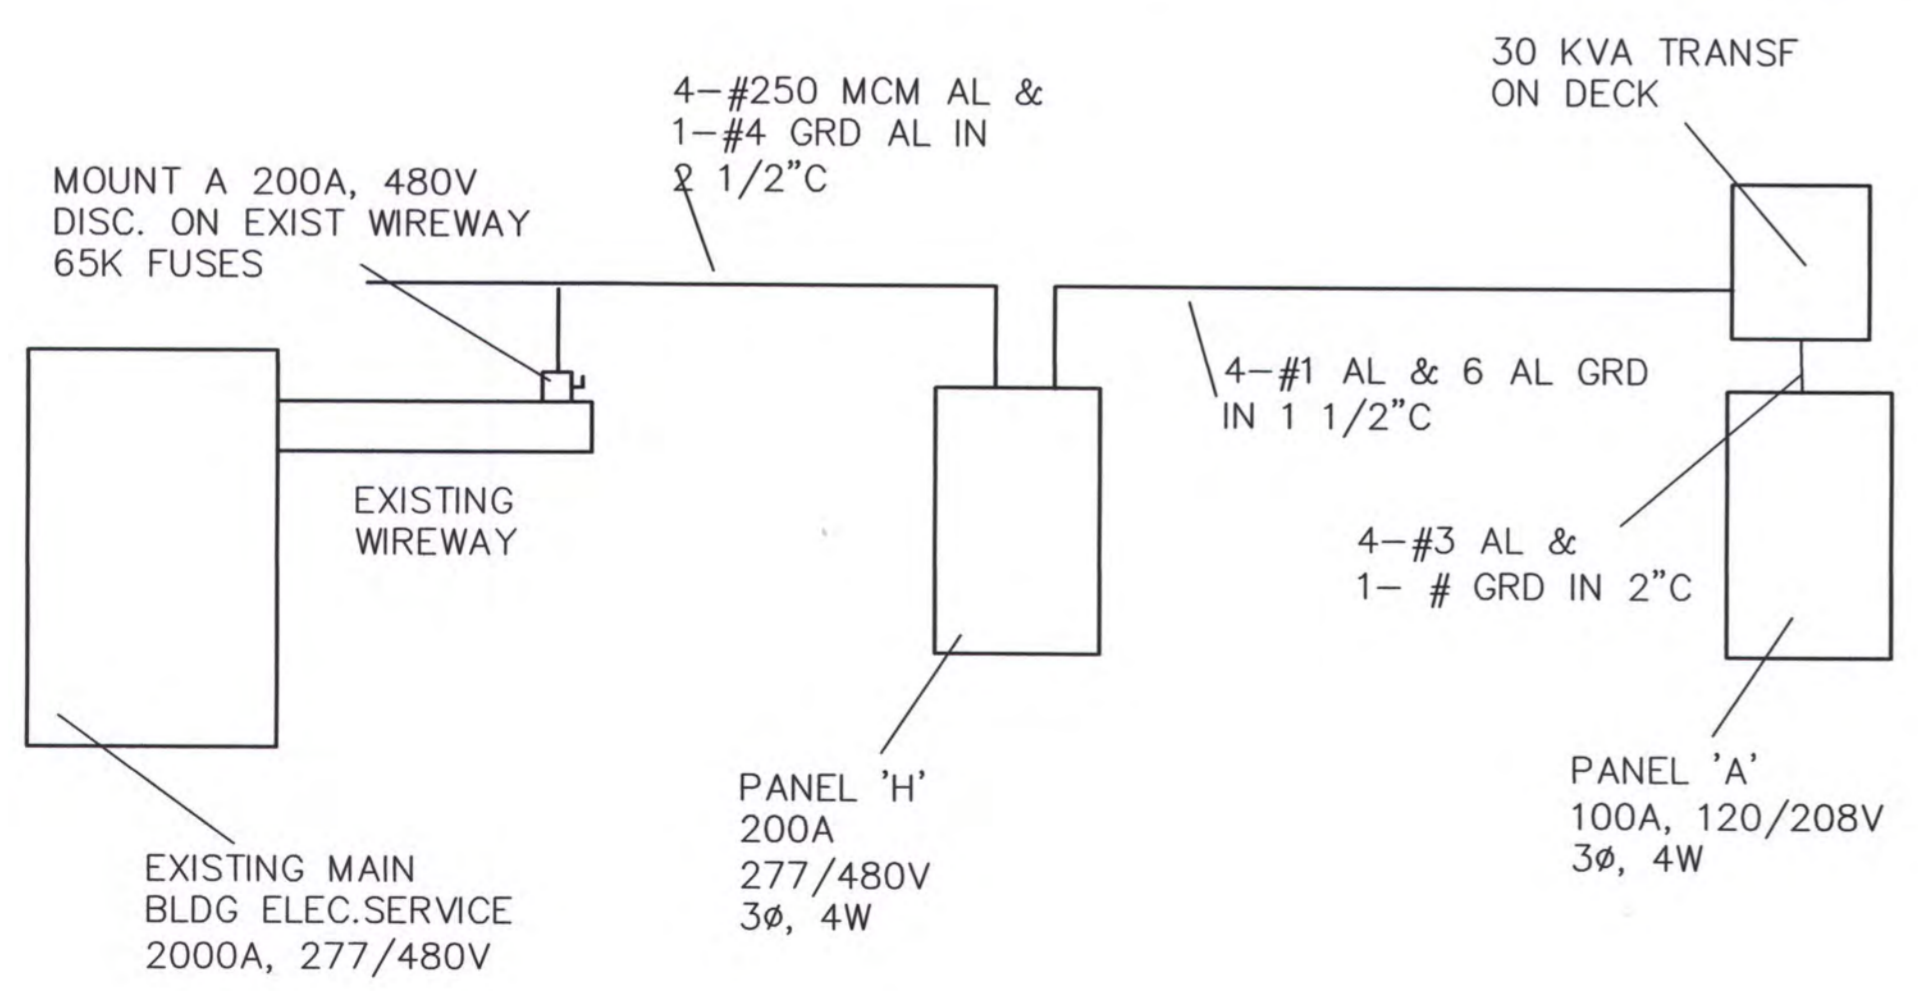 30 KVA TRANSF
ON DECK
4-#250 MCM AL &
1-#4 GRD AL IN
2 1/2"C
MOUNT A 200A, 480V
DISC. ON EXIST WIREWAY
65K FUSES
4-#1 AL & 6 AL GRD
IN 1 1/2"C
EXISTING
WIREWAY
4-#3 AL &
1- # GRD IN 2"C
PANEL 'H'
200A
277/480V
3ø, 4W
PANEL 'A'
100A, 120/208V
3ø, 4W
EXISTING MAIN
BLDG ELEC.SERVICE
2000A, 277/480V